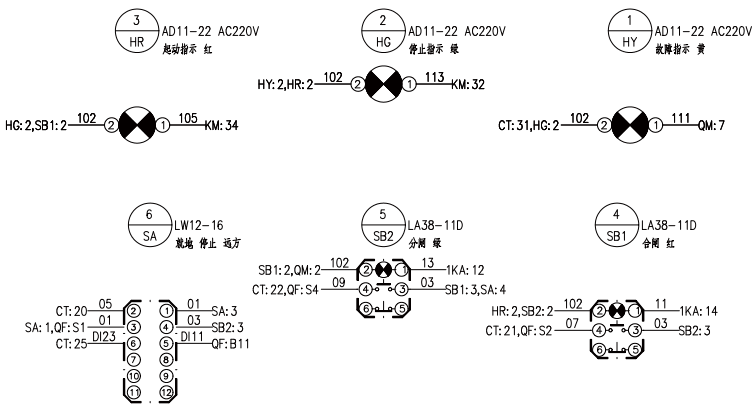 3
HR
AD11-22 AC220V
起动指示 红
HG:2,SB1:2
102
2
1
105
KM:34
2
HG
AD11-22 AC220V
停止指示 绿
HY:2,HR:2
102
2
1
113
KM:32
1
HY
AD11-22 AC220V
故障指示 黄
CT:31,HG:2
102
2
1
111
QM:7
6
SA
LW12-16
就地 停止 远方
CT:20
05
2
1
01
SA:3
SA:1,QF:S1
3
4
03
SB2:3
CT:25
DI23
6
5
DI11
QF:B11
7
8
10
9
11
12
5
SB2
LA38-11D
分闸 绿
SB1:2,QM:2
102
2
1
13
1KA:12
CT:22,QF:S4
09
4
3
03
SB1:3,SA:4
6
5
4
SB1
LA38-11D
合闸 红
HR:2,SB2:2
102
2
1
11
1KA:14
CT:21,QF:S2
07
4
3
03
SB2:3
6
5